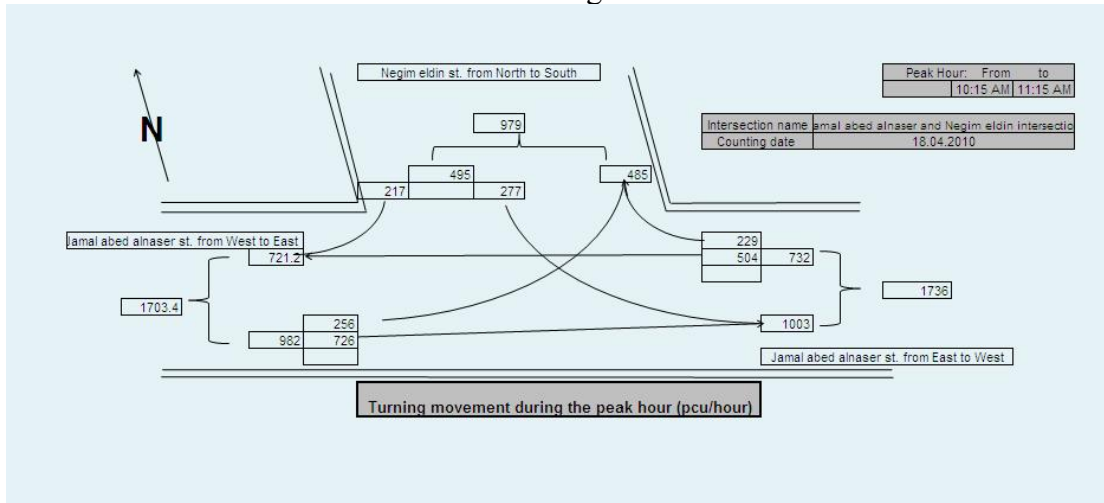 Negim eldin st. from North to South
Peak Hour: From to
10:15 AM 11:15 AM
N
979
Intersection name amal abed alnaser and Negim eldin intersectio
Counting date 18.04.2010
495
485
217 277
Jamal abed alnaser st. from West to East
229
721.2
504 732
1703.4
1736
256
1003
982 726
Jamal abed alnaser st. from East to West
Turning movement during the peak hour (pcu/hour)